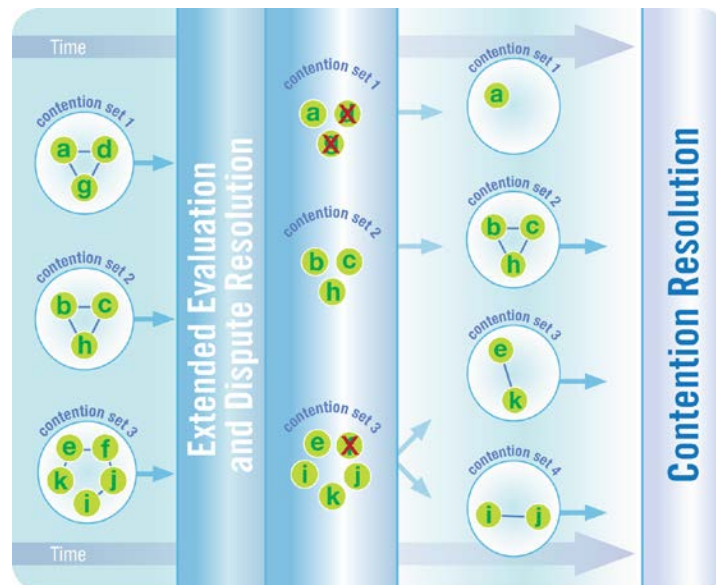 Time
contention set 1
a d
g
contention set 2
b c
h
contention set 3
e f
k j
i
Time
Extended Evaluation
and Dispute Resolution
contention set 1
a
contention set 2
b c
h
contention set 3
e
i j
k
contention set 1
a
contention set 2
b c
h
contention set 3
e
k
contention set 4
i j
Contention Resolution